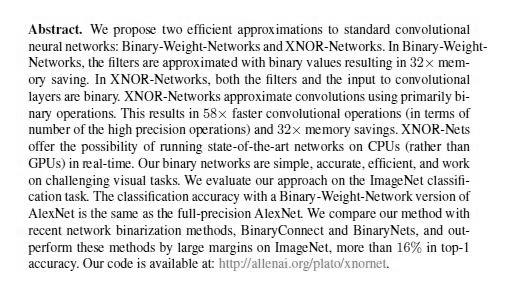 Abstract. We propose two efficient approximations to standard convolutional
neural networks: Binary-Weight-Networks and XNOR-Networks. In Binary-Weight-
Networks, the filters are approximated with binary values resulting in 32× mem-
ory saving. In XNOR-Networks, both the filters and the input to convolutional
layers are binary. XNOR-Networks approximate convolutions using primarily bi-
nary operations. This results in 58× faster convolutional operations (in terms of
number of the high precision operations) and 32× memory savings. XNOR-Nets
offer the possibility of running state-of-the-art networks on CPUs (rather than
GPUs) in real-time. Our binary networks are simple, accurate, efficient, and work
on challenging visual tasks. We evaluate our approach on the ImageNet classifi-
cation task. The classification accuracy with a Binary-Weight-Network version of
AlexNet is the same as the full-precision AlexNet. We compare our method with
recent network binarization methods, BinaryConnect and BinaryNets, and out-
perform these methods by large margins on ImageNet, more than 16% in top-1
accuracy. Our code is available at: http://allenai.org/plato/xnornet.